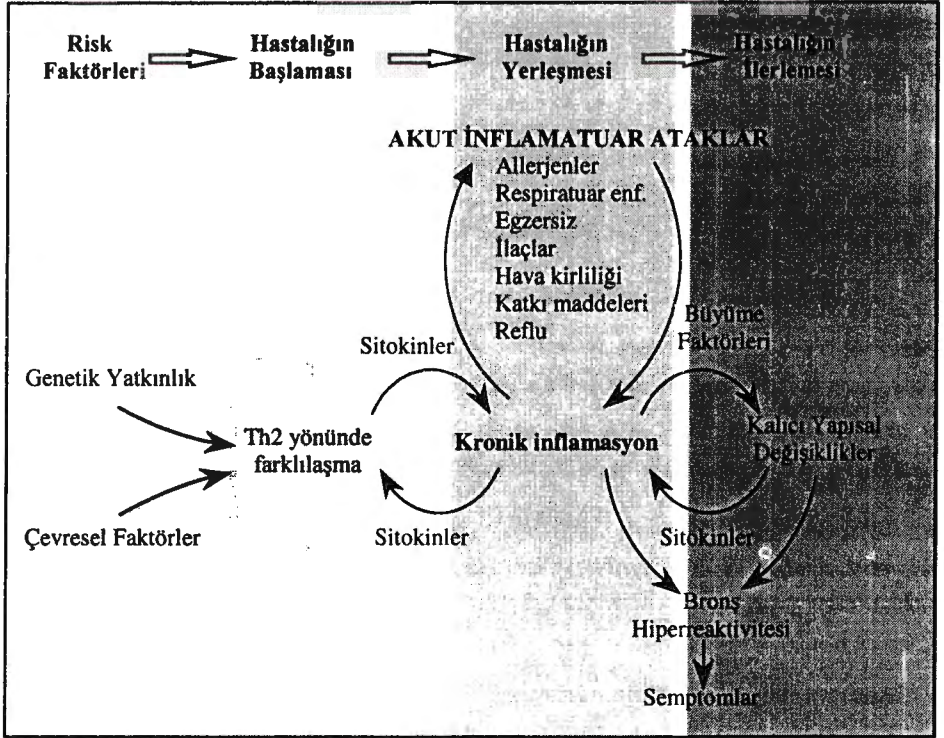 Risk
Faktörleri
Hastalığın
Başlaması
Hastalığın
Yerleşmesi
Hastalığın
İlerlemesi
AKUT İNFLAMATUAR ATAKLAR
Allerjenler
Respiratuar enf.
Egzersiz
İlaçlar
Hava kirliliği
Katkı maddeleri
Reflu
Büyüme
Faktörleri
Sitokinler
Genetik Yatkınlık
Th2 yönünde
farklılaşma
Kronik inflamasyon
Kalıcı Yapısal
Değişiklikler
Çevresel Faktörler
Sitokinler
Sitokinler
Bronş
Hiperreaktivitesi
Semptomlar